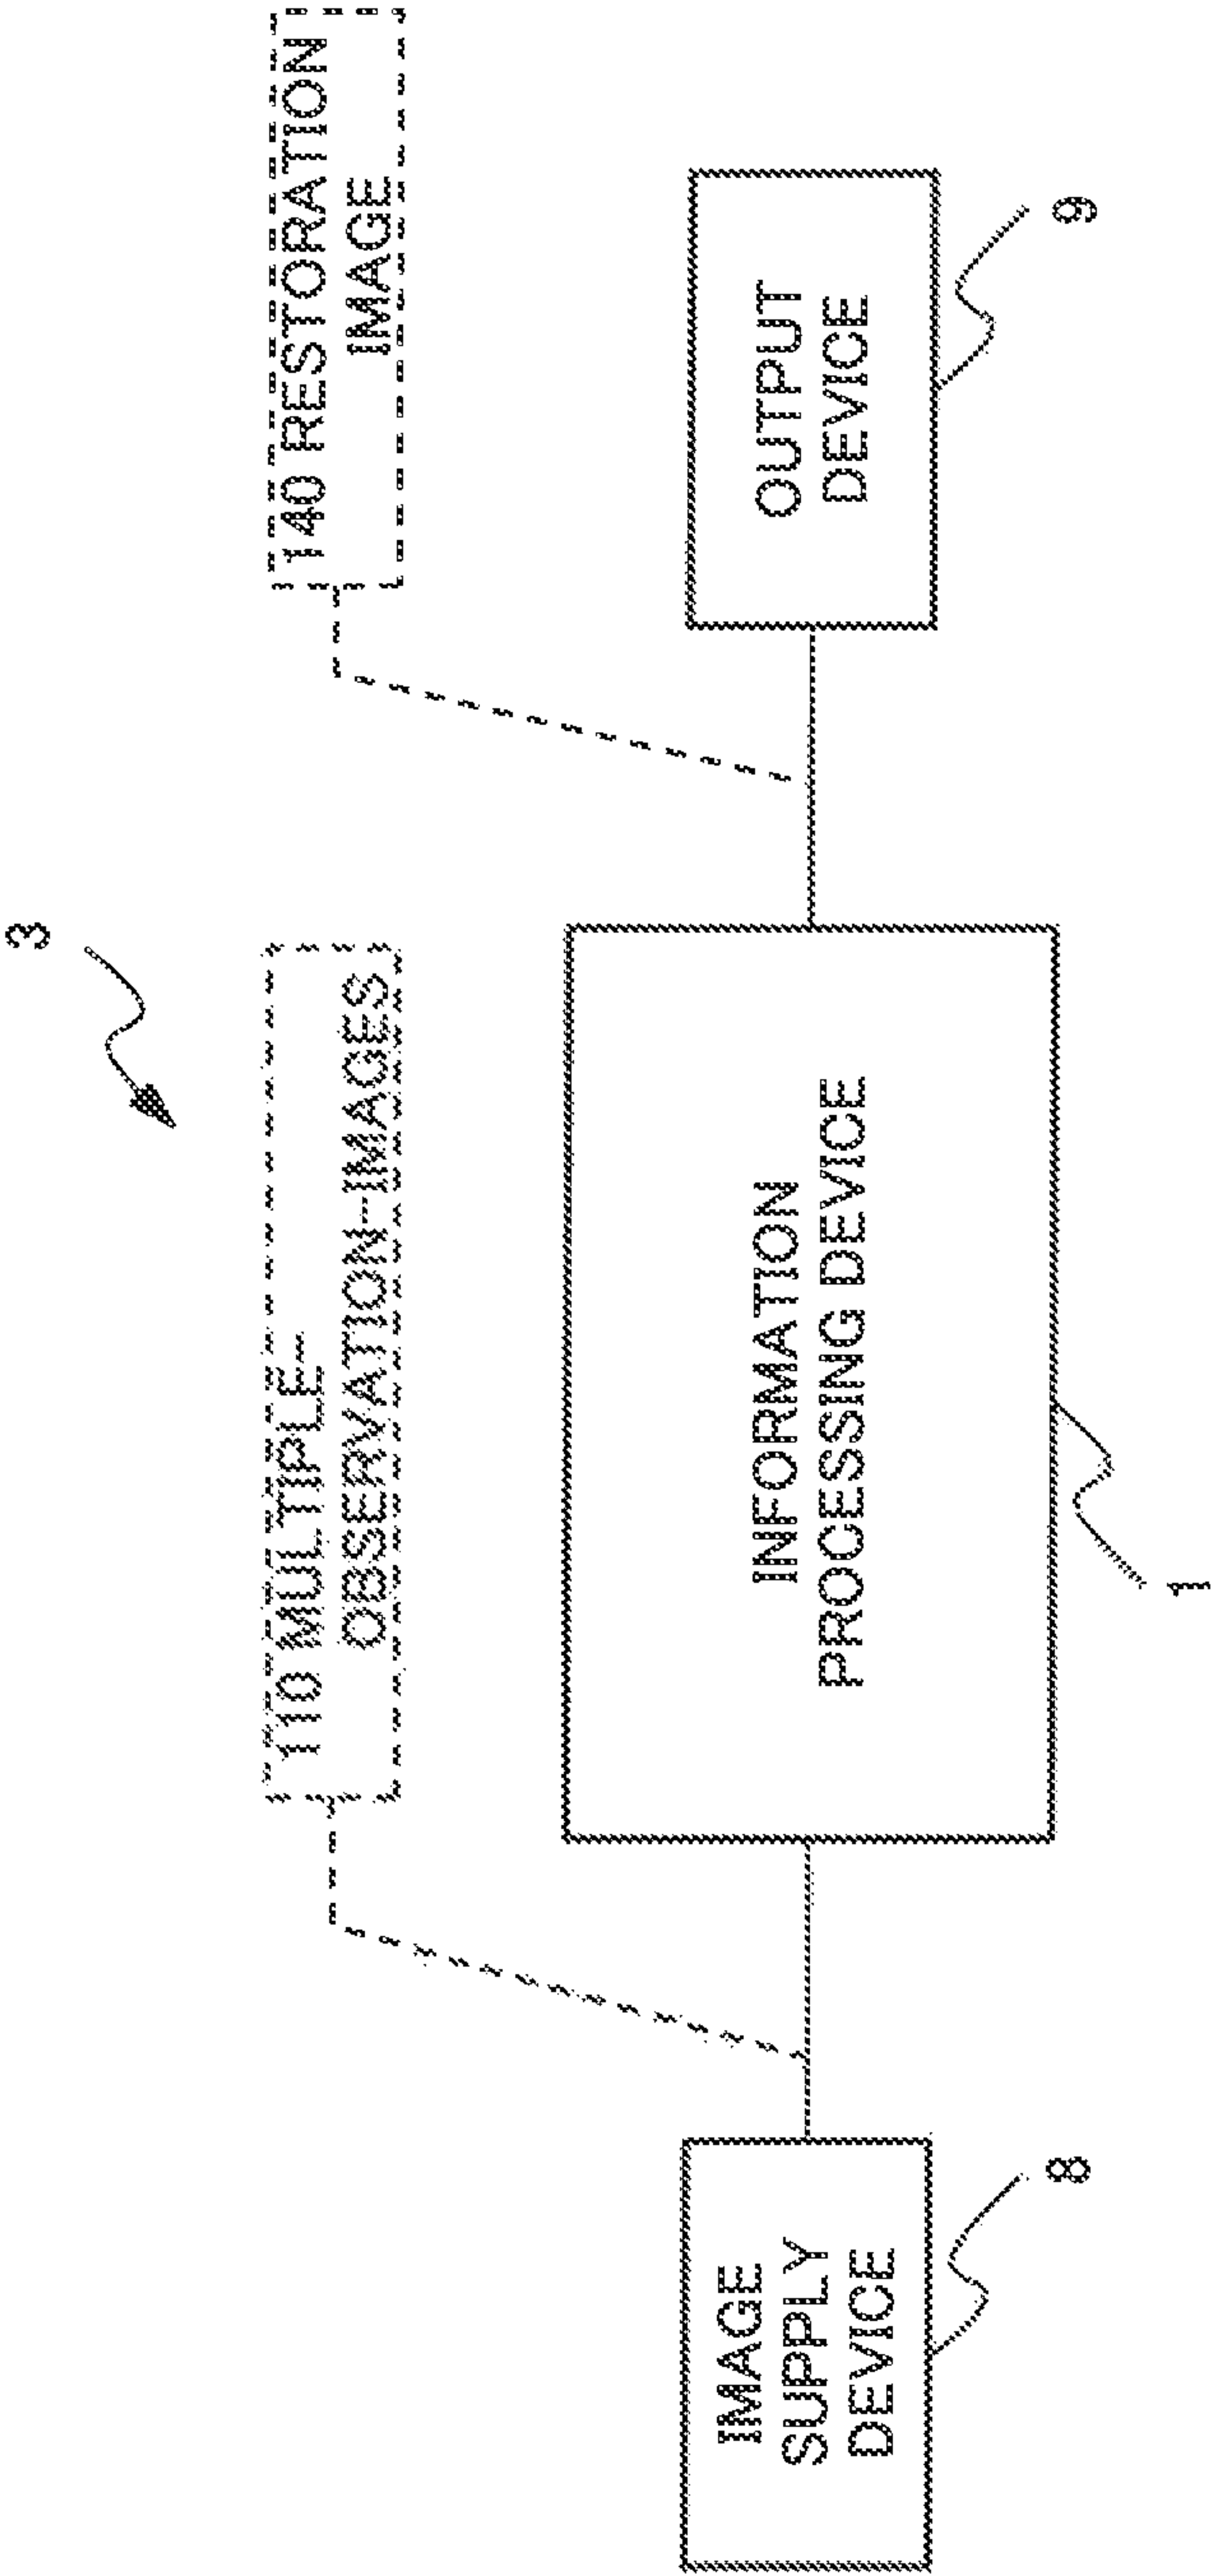 3
110 MULTIPLE-
OBSERVATION-IMAGES
140 RESTORATION
IMAGE
IMAGE
SUPPLY
DEVICE
INFORMATION
PROCESSING DEVICE
OUTPUT
DEVICE
8
1
9